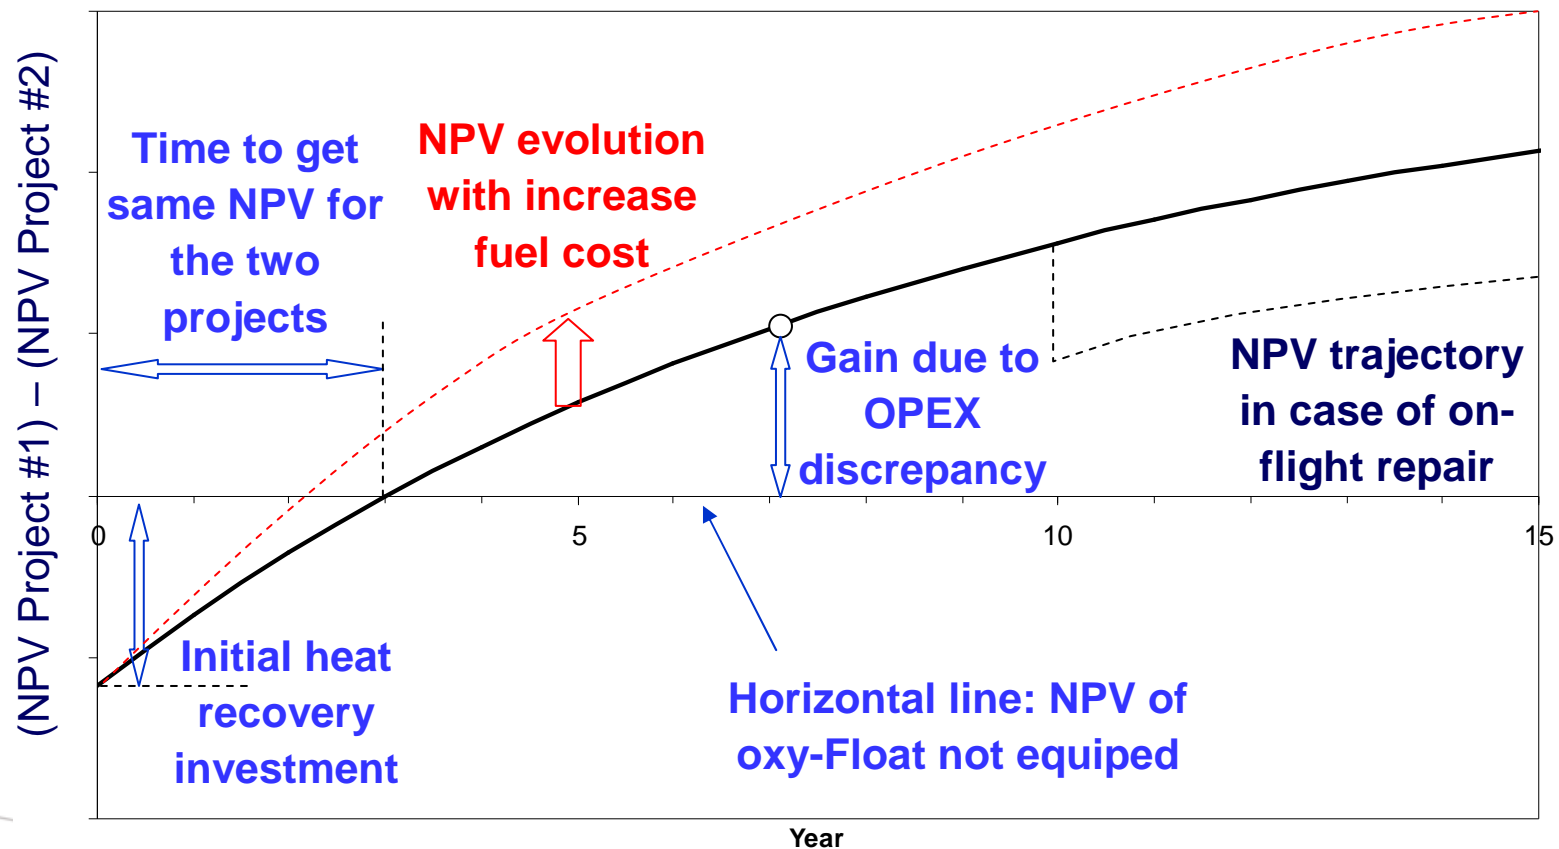 (NPV Project #1) – (NPV Project #2)
Time to get
same NPV for
the two
projects
NPV evolution
with increase
fuel cost
Gain due to
OPEX
discrepancy
NPV trajectory
in case of on-
flight repair
0
5
10
15
Initial heat
recovery
investment
Horizontal line: NPV of
oxy-Float not equiped
Year